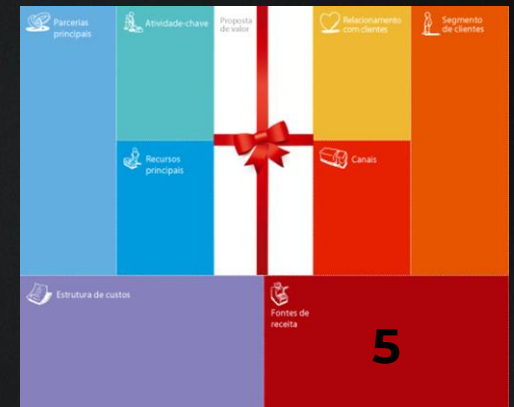 Parcerias
principais
Atividade-chave
Proposta
de valor
Relacionamento
com clientes
Segmento
de clientes
Recursos
principais
Canais
Estrutura de custos
Fontes de
receita
5